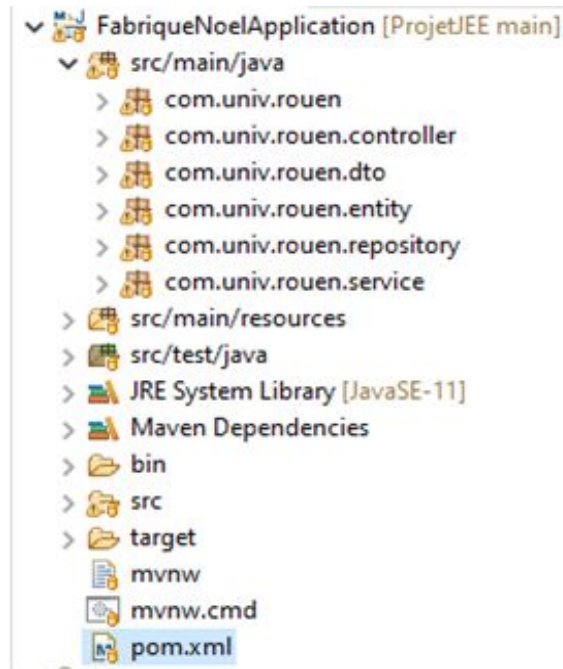 FabriqueNoelApplication [ProjetJEE main]
src/main/java
com.univ.rouen
com.univ.rouen.controller
com.univ.rouen.dto
com.univ.rouen.entity
com.univ.rouen.repository
com.univ.rouen.service
src/main/resources
src/test/java
JRE System Library [JavaSE-11]
Maven Dependencies
bin
src
target
mvnw
mvnw.cmd
pom.xml